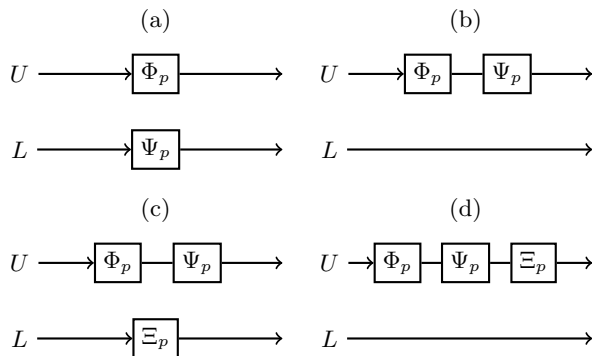 (a) (b)
U Φ_p U Φ_p Ψ_p
L Ψ_p L
(c) (d)
U Φ_p Ψ_p U Φ_p Ψ_p Ξ_p
L Ξ_p L